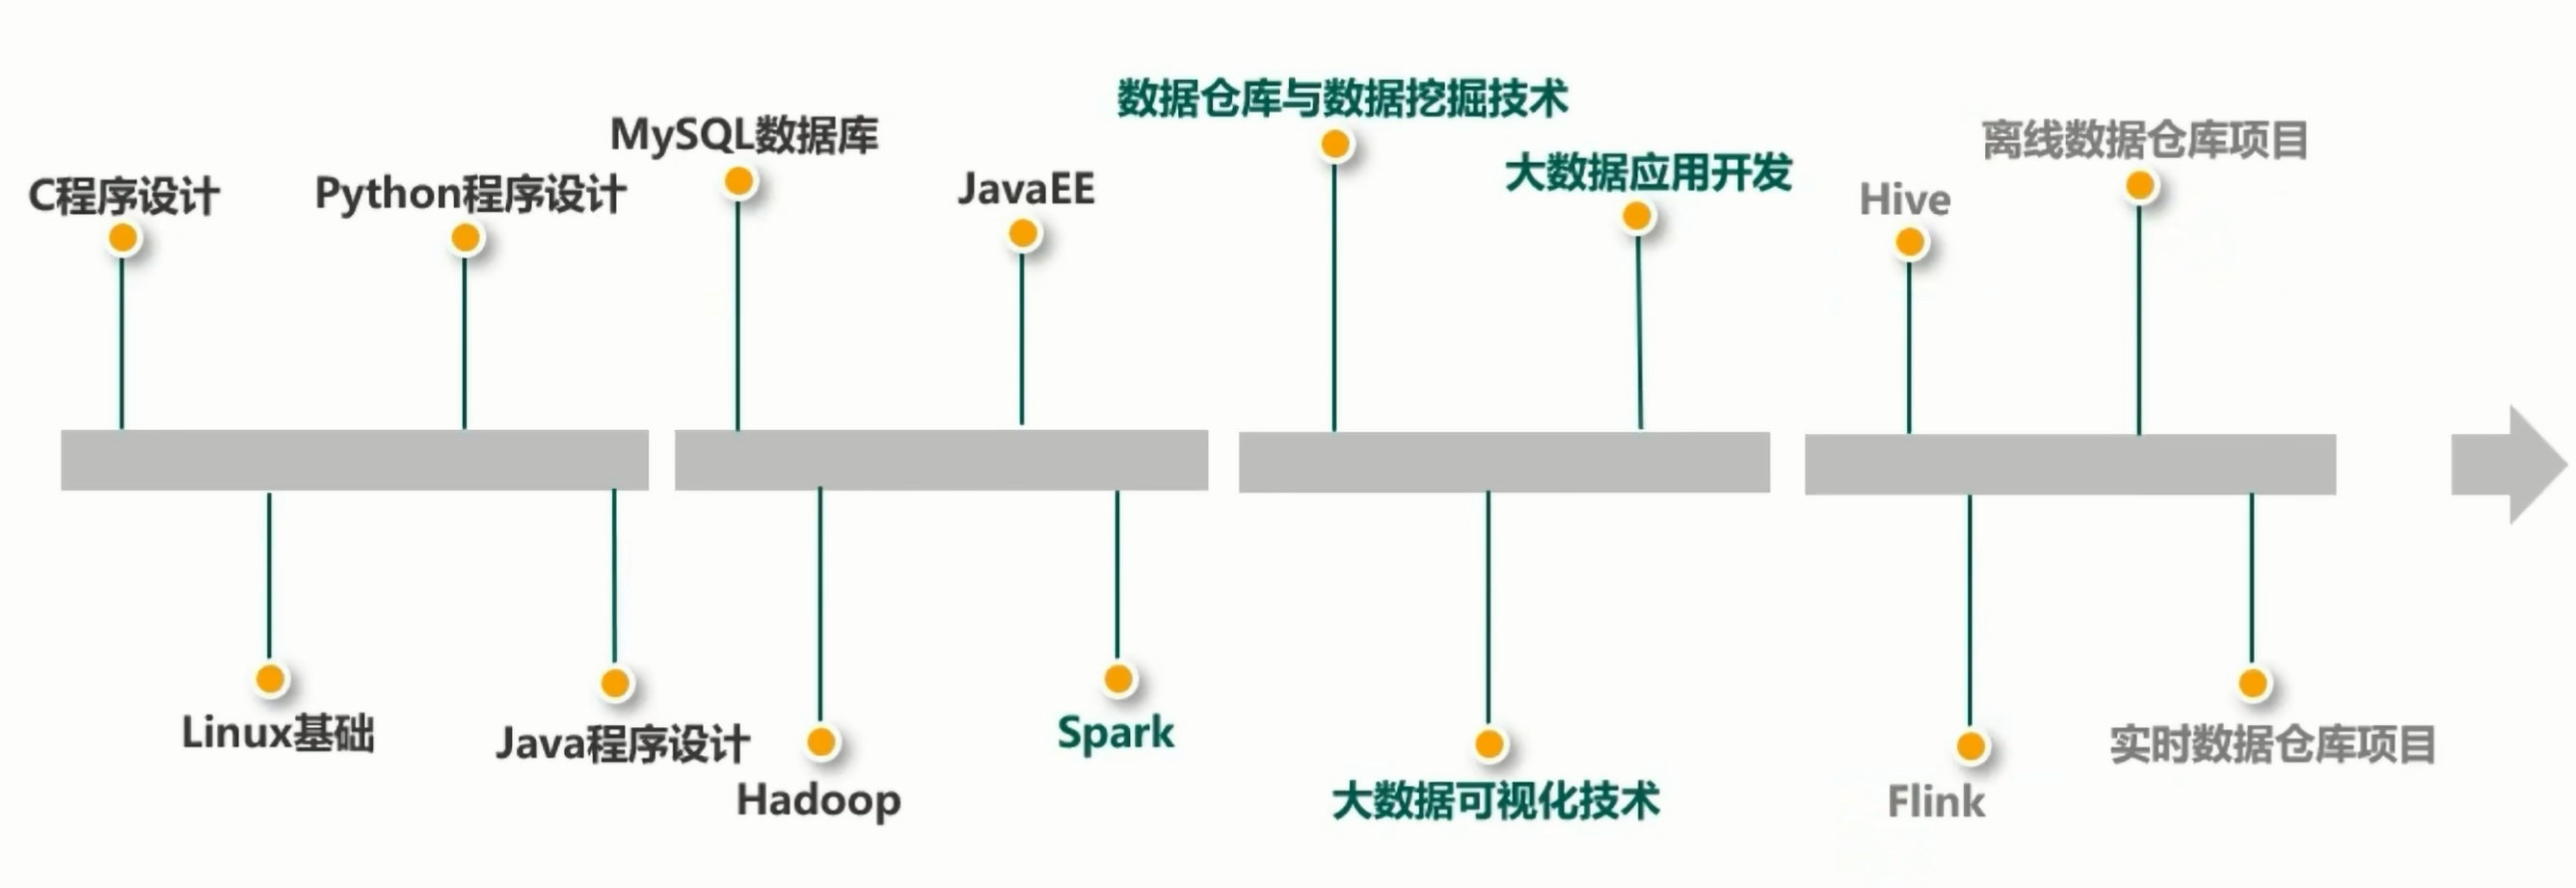 数据仓库与数据挖掘技术
MySQL数据库
离线数据仓库项目
大数据应用开发
C程序设计
Python程序设计
JavaEE
Hive
Linux基础
Java程序设计
Spark
实时数据仓库项目
Hadoop
大数据可视化技术
Flink